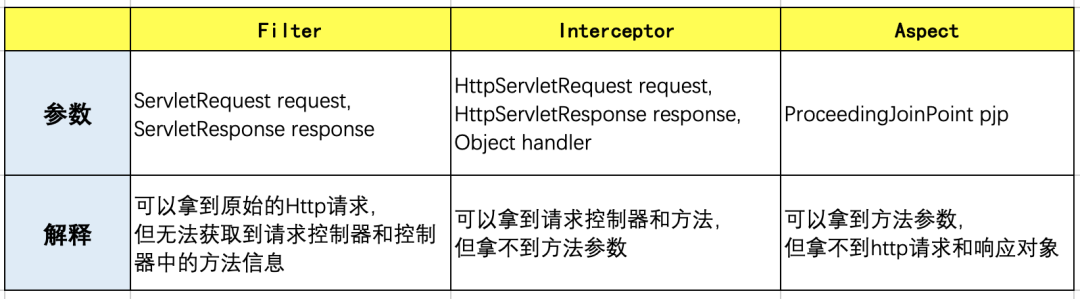 Filter
Interceptor
Aspect
参数
ServletRequest request,
ServletResponse response
HttpServletRequest request,
HttpServletResponse response,
Object handler
ProceedingJoinPoint pjp
解释
可以拿到原始的Http请求，
但无法获取到请求控制器和控制
器中的方法信息
可以拿到请求控制器和方法，
但拿不到方法参数
可以拿到方法参数，
但拿不到http请求和响应对象